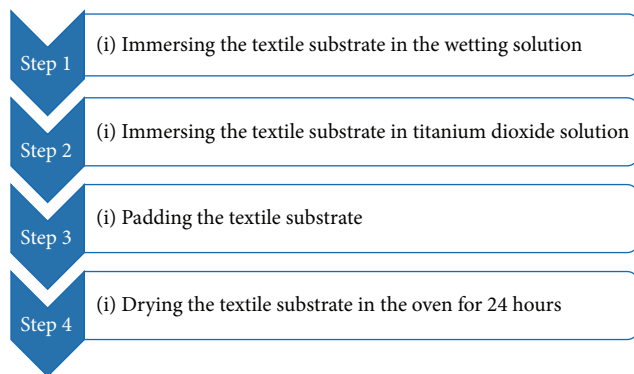 Step 1
(i) Immersing the textile substrate in the wetting solution
Step 2
(i) Immersing the textile substrate in titanium dioxide solution
Step 3
(i) Padding the textile substrate
Step 4
(i) Drying the textile substrate in the oven for 24 hours